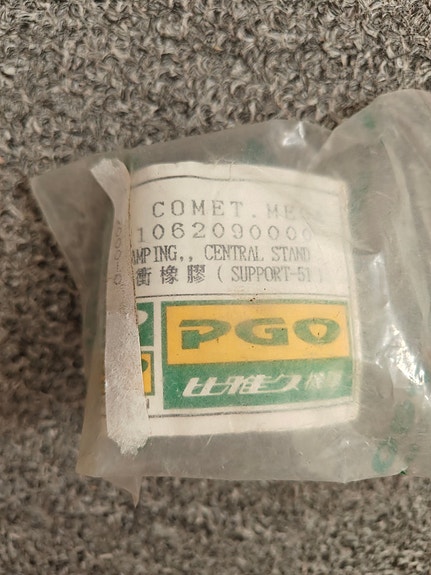 COMET.ME
1062090000
AMPING,, CENTRAL STAND
衝橡膠(SUPPORT-51)
PGO
比雅久機車